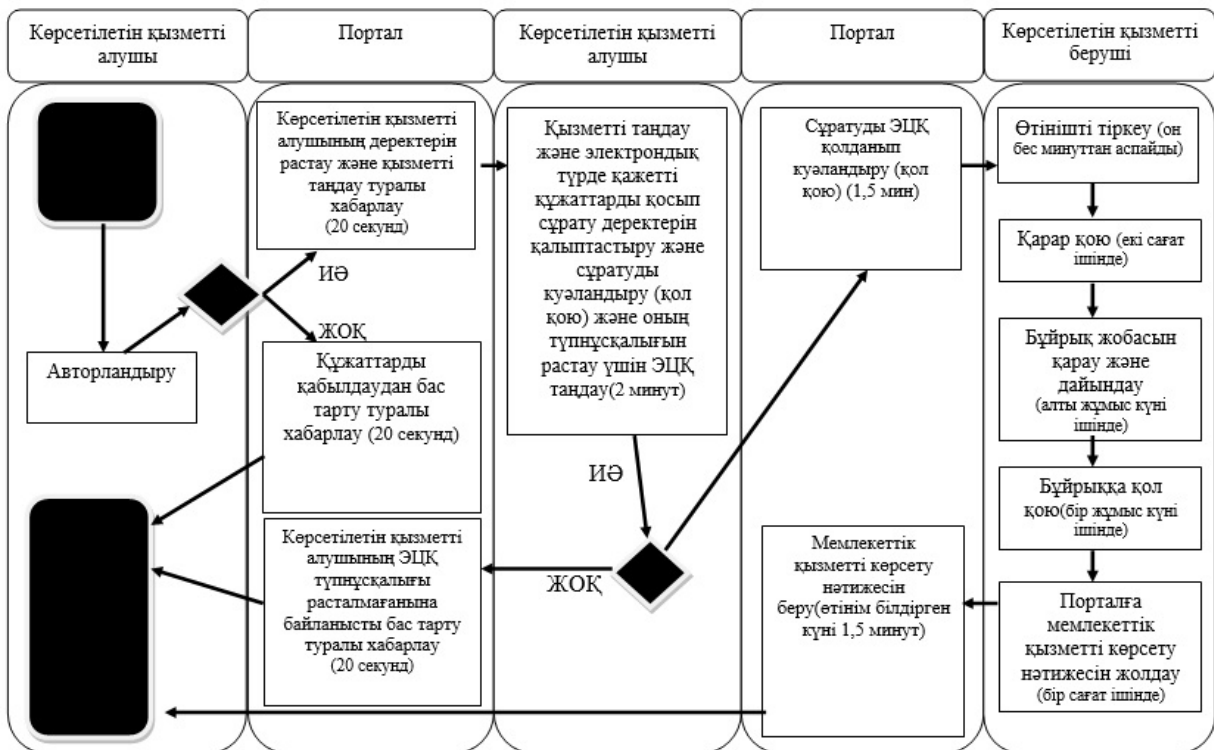 Көрсетілетін қызметті
алушы
Портал
Көрсетілетін қызметті
алушы
Портал
Көрсетілетін қызметті
беруші
Авторландыру
Көрсетілетін қызметті
алушының деректерін
растау және қызметті
таңдау туралы
хабарлау
(20 секунд)
ИӘ
ЖОҚ
Құжаттарды
қабылдаудан бас
тарту туралы
хабарлау (20 секунд)
Көрсетілетін қызметті
алушының ЭЦҚ
түпнұсқалығы
расталмағанына
байланысты бас тарту
туралы хабарлау
(20 секунд)
Қызметті таңдау
және электрондық
түрде қажетті
құжаттарды қосып
сұрату деректерін
қалыптастыру және
сұратуды
куәландыру (қол
қою) және оның
түпнұсқалығын
растау үшін ЭЦҚ
таңдау(2 минут)
ИӘ
ЖОҚ
Сұратуды ЭЦҚ
қолданып
куәландыру (қол
қою) (1,5 мин)
Мемлекеттік
қызметті көрсету
нәтижесін
беру(өтінім білдірген
күні 1,5 минут)
Өтінішті тіркеу (он
бес минуттан аспайды)
Қарар қою (екі сағат
ішінде)
Бұйрық жобасын
қарау және
дайындау
(алты жұмыс күні
ішінде)
Бұйрыққа қол
қою(бір жұмыс күні
ішінде)
Порталға
мемлекеттік
қызметті көрсету
нәтижесін жолдау
(бір сағат ішінде)